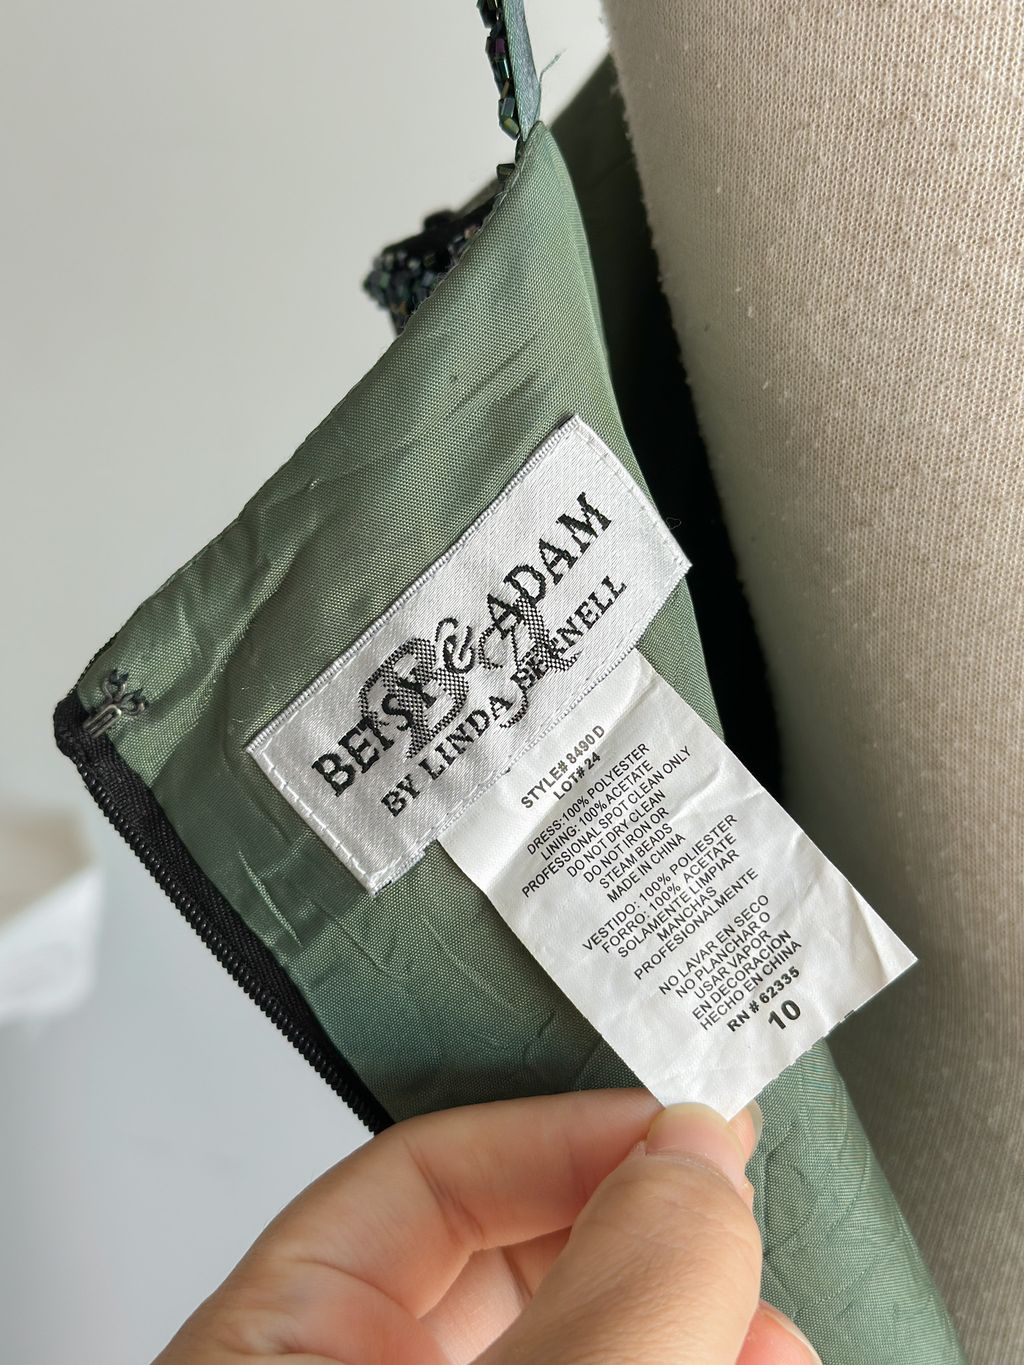 BETSY & ADAM
B&A
BY LINDA BERNELL
STYLE# 8490 D
LOT# 24
DRESS:100% POLYESTER
LINING: 100% ACETATE
PROFESSIONAL SPOT CLEAN ONLY
DO NOT DRY CLEAN
DO NOT IRON OR
STEAM BEADS
MADE IN CHINA
VESTIDO: 100% POLIESTER
FORRO: 100% ACETATE
SOLAMENTE LIMPIAR
MANCHAS
PROFESIONALMENTE
NO LAVAR EN SECO
NO PLANCHAR O
USAR VAPOR
EN DECORACIÓN
HECHO EN CHINA
RN # 62335
10